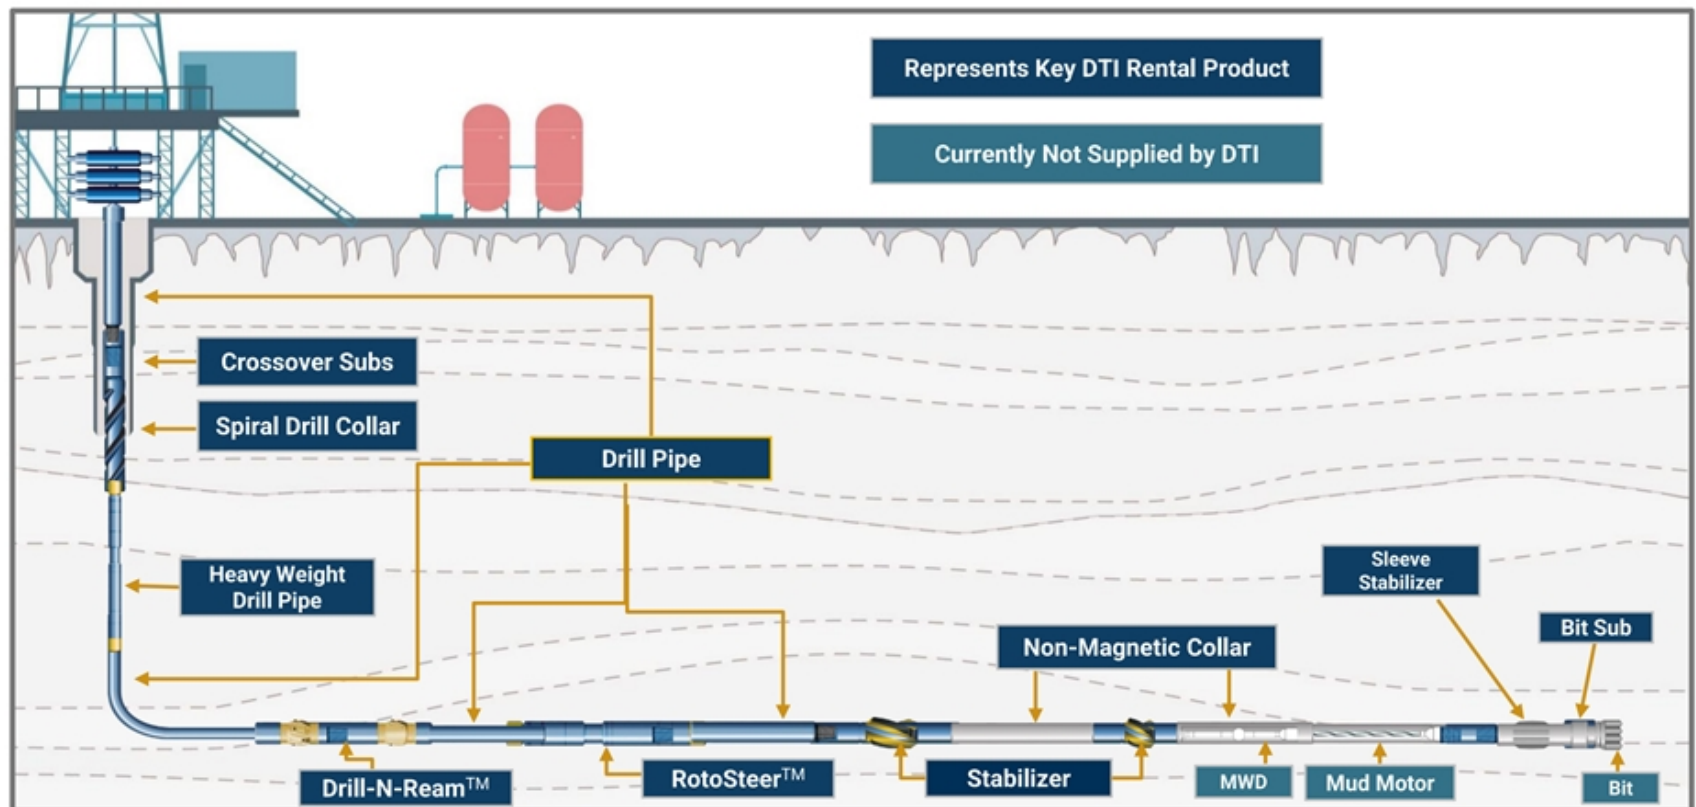 Represents Key DTI Rental Product
Currently Not Supplied by DTI
Crossover Subs
Spiral Drill Collar
Drill Pipe
Heavy Weight
Drill Pipe
Sleeve
Stabilizer
Bit Sub
Non-Magnetic Collar
Drill-N-Ream™
RotoSteer™
Stabilizer
MWD
Mud Motor
Bit